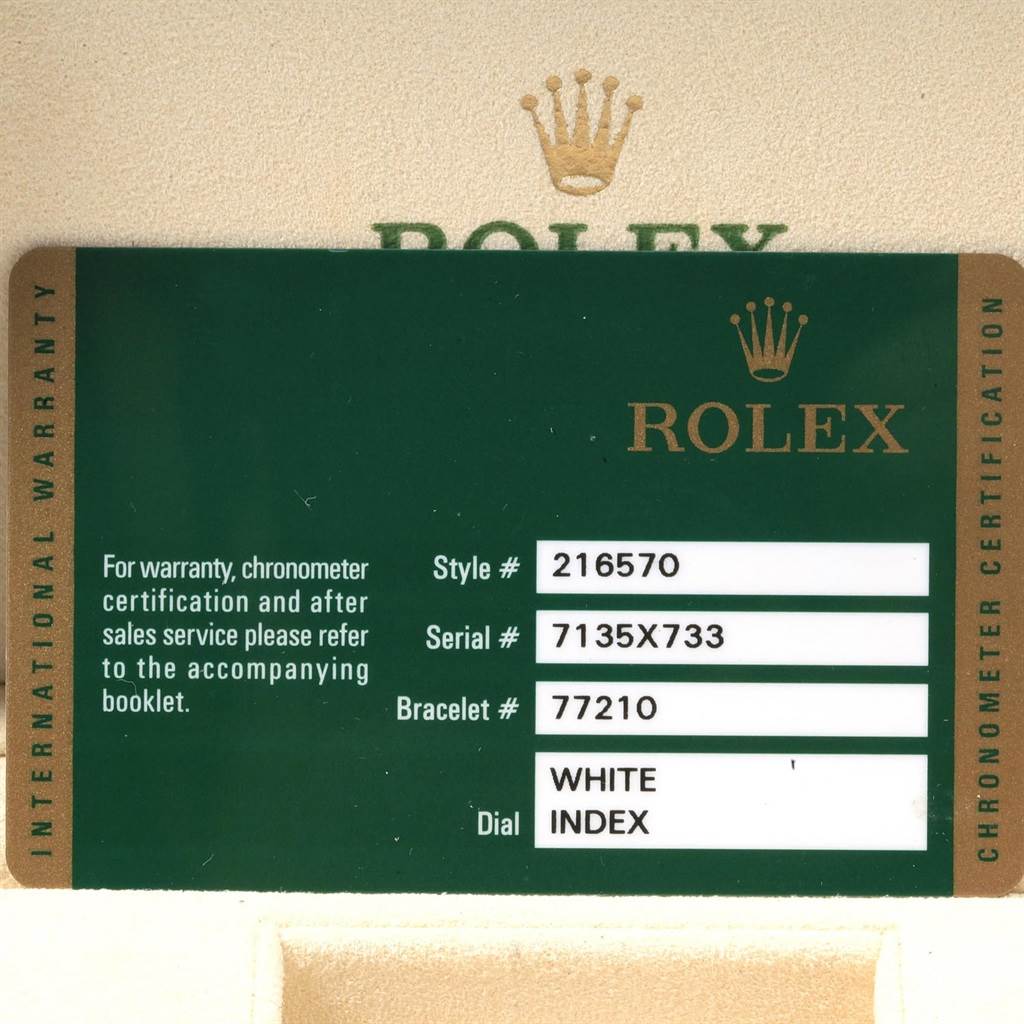 ROLEX
ROLEX
INTERNATIONAL WARRANTY
CHRONOMETER CERTIFICATION
For warranty, chronometer
certification and after
sales service please refer
to the accompanying
booklet.
Style # 216570
Serial # 7135X733
Bracelet # 77210
Dial WHITE
INDEX